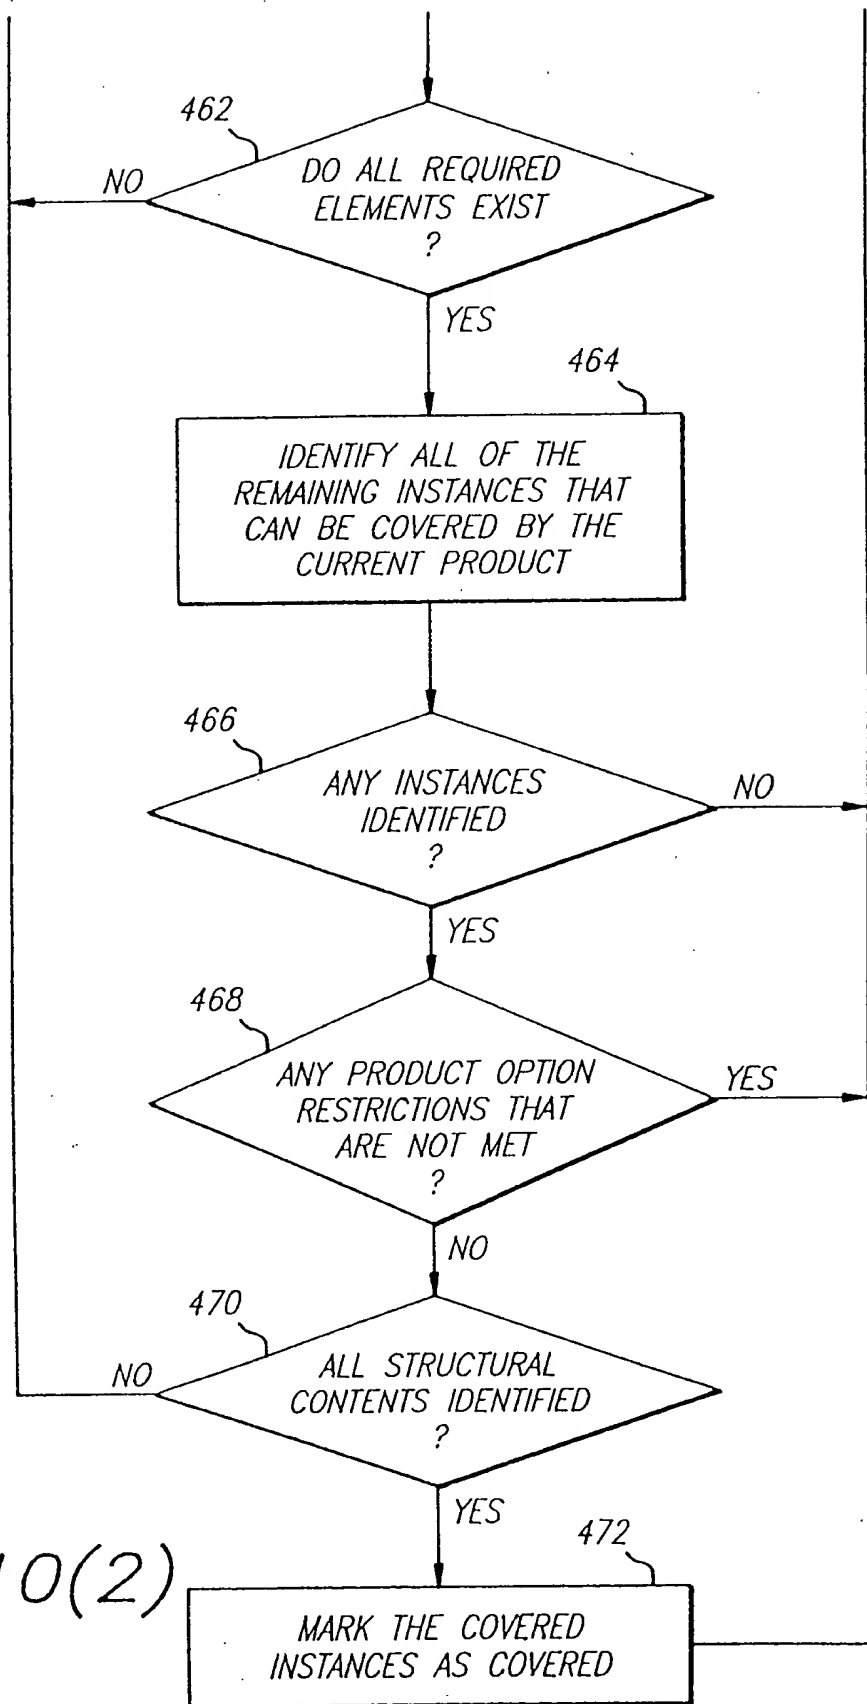 462
DO ALL REQUIRED
ELEMENTS EXIST
?
NO
YES
464
IDENTIFY ALL OF THE
REMAINING INSTANCES THAT
CAN BE COVERED BY THE
CURRENT PRODUCT
466
ANY INSTANCES
IDENTIFIED
?
NO
YES
468
ANY PRODUCT OPTION
RESTRICTIONS THAT
ARE NOT MET
?
YES
NO
470
ALL STRUCTURAL
CONTENTS IDENTIFIED
?
NO
YES
472
0(2)
MARK THE COVERED
INSTANCES AS COVERED